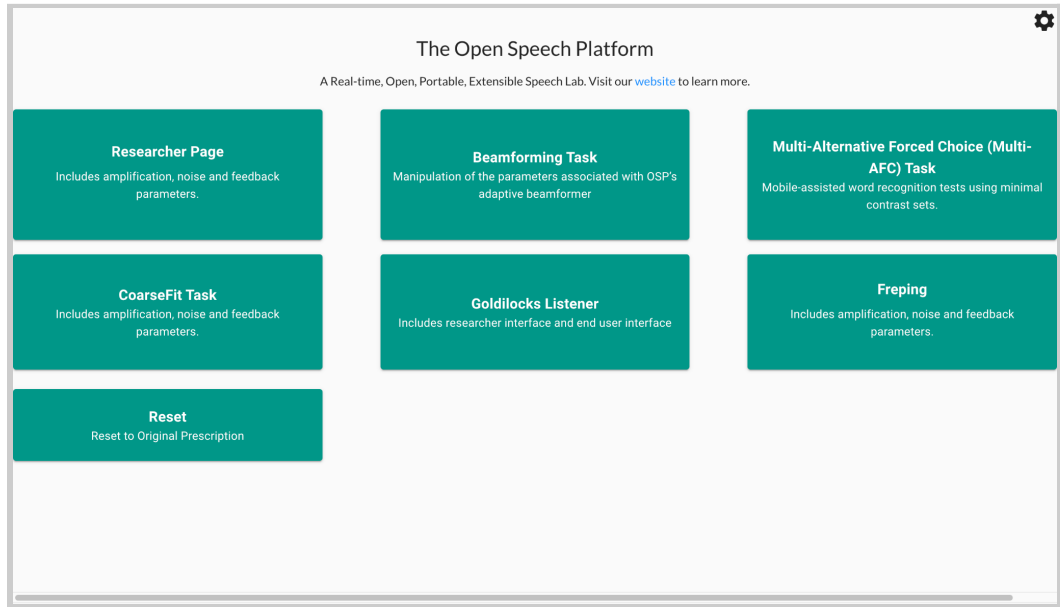 The Open Speech Platform
A Real-time, Open, Portable, Extensible Speech Lab. Visit our website to learn more.
Researcher Page
Includes amplification, noise and feedback
parameters.
Beamforming Task
Manipulation of the parameters associated with OSP's
adaptive beamformer
Multi-Alternative Forced Choice (Multi-
AFC) Task
Mobile-assisted word recognition tests using minimal
contrast sets.
CoarseFit Task
Includes amplification, noise and feedback
parameters.
Goldilocks Listener
Includes researcher interface and end user interface
Freping
Includes amplification, noise and feedback
parameters.
Reset
Reset to Original Prescription